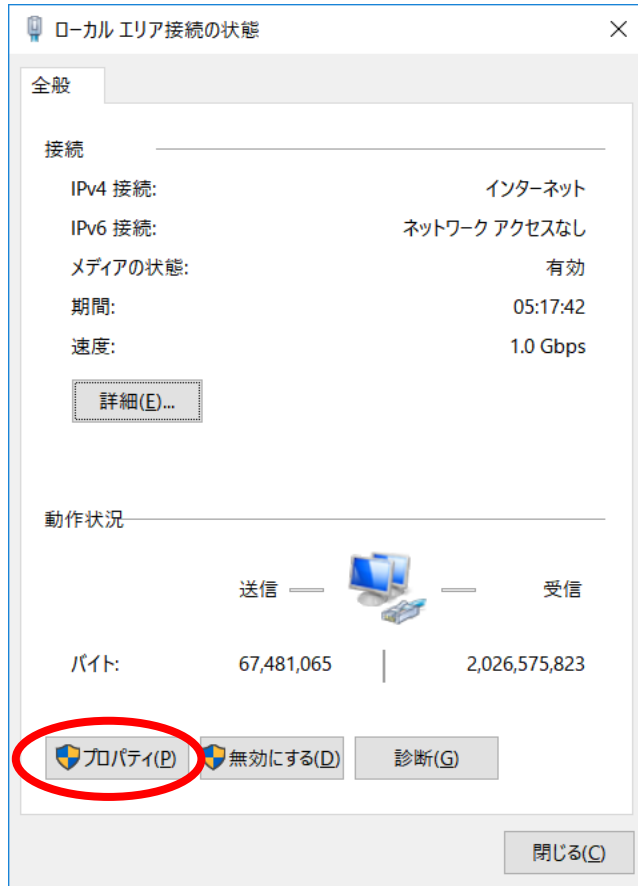 ローカル エリア接続の状態
全般
接続
IPv4 接続: インターネット
IPv6 接続: ネットワーク アクセスなし
メディアの状態: 有効
期間: 05:17:42
速度: 1.0 Gbps
詳細(E)...
動作状況
送信 受信
バイト: 67,481,065 2,026,575,823
プロパティ(P) 無効にする(D) 診断(G)
閉じる(C)